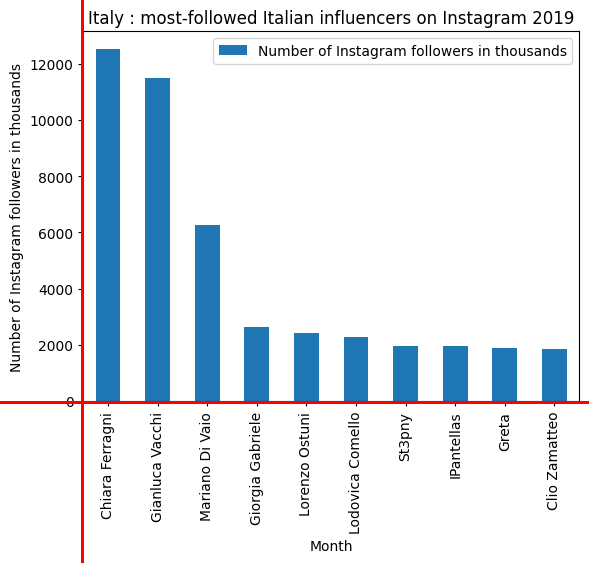 Italy : most-followed Italian influencers on Instagram 2019
Number of Instagram followers in thousands
Number of Instagram followers in thousands
12000
10000
8000
6000
4000
2000
0
Chiara Ferragni
Gianluca Vacchi
Mariano Di Vaio
Giorgia Gabriele
Lorenzo Ostuni
Lodovica Comello
St3pny
IPantellas
Greta
Clio Zamatteo
Month